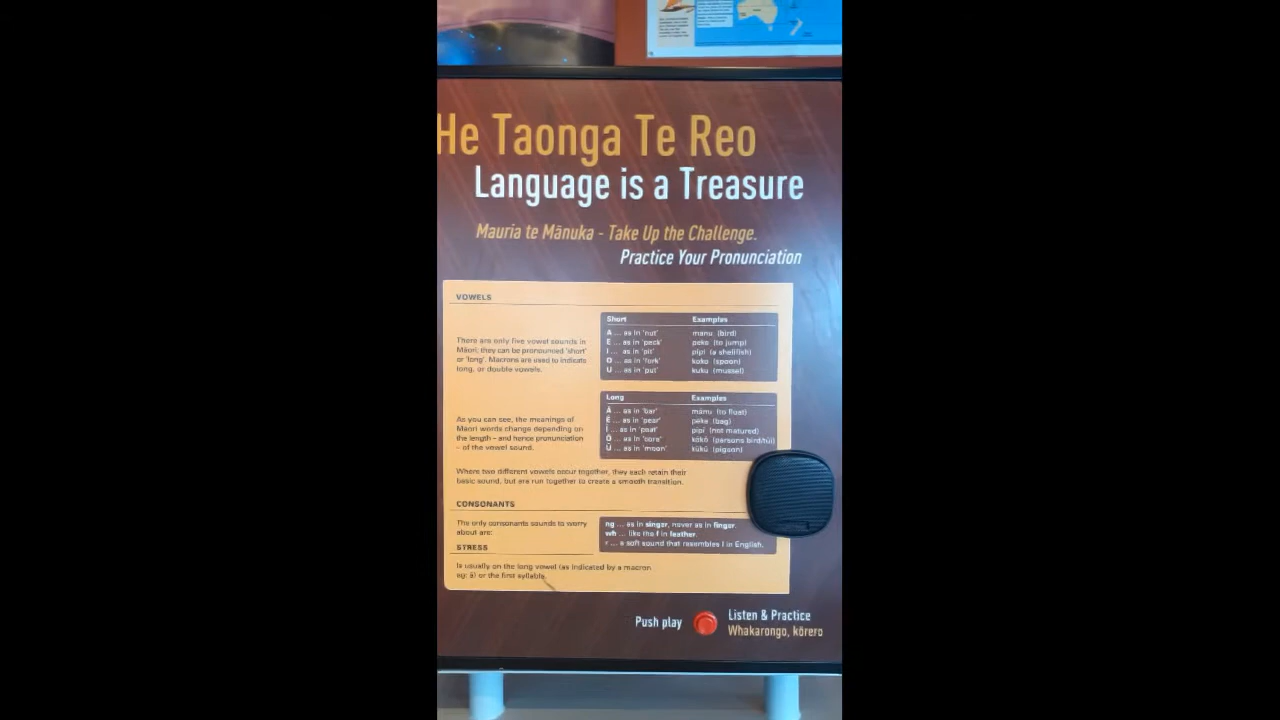 He Taonga Te Reo
Language is a Treasure
Mauria te Mānuka - Take Up the Challenge.
Practice Your Pronunciation
VOWELS
There are only five vowel sounds in
Māori; they can be pronounced 'short'
or 'long'. Macrons are used to indicate
long, or double vowels.
Short Examples
A ... as in 'nut' manu (bird)
E ... as in 'peck' peke (to jump)
I ... as in 'pit' pipi (a shellfish)
O ... as in 'fork' koko (spoon)
U ... as in 'put' kuku (mussel)
As you can see, the meanings of
Māori words change depending on
the length – and hence pronunciation
– of the vowel sound.
Long Examples
Ā ... as in 'bar' mānu (to float)
Ē ... as in 'pear' pēke (bag)
Ī ... as in 'peat' pīpī (not matured)
Ō ... as in 'core' kōkō (parsons bird/tūī)
Ū ... as in 'moon' kūkū (pigeon)
Where two different vowels occur together, they each retain their
basic sound, but are run together to create a smooth transition.
CONSONANTS
The only consonants sounds to worry
about are:
ng ... as in singer, never as in finger.
wh ... like the f in feather.
r ... a soft sound that resembles l in English.
STRESS
Is usually on the long vowel (as indicated by a macron
eg: ā) or the first syllable.
Push play
Listen & Practice
Whakarongo, kōrero